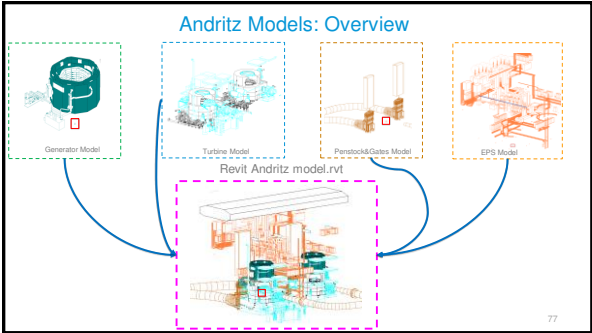 Andritz Models: Overview
Generator Model
Turbine Model
Penstock&Gates Model
EPS Model
Revit Andritz model.rvt
77